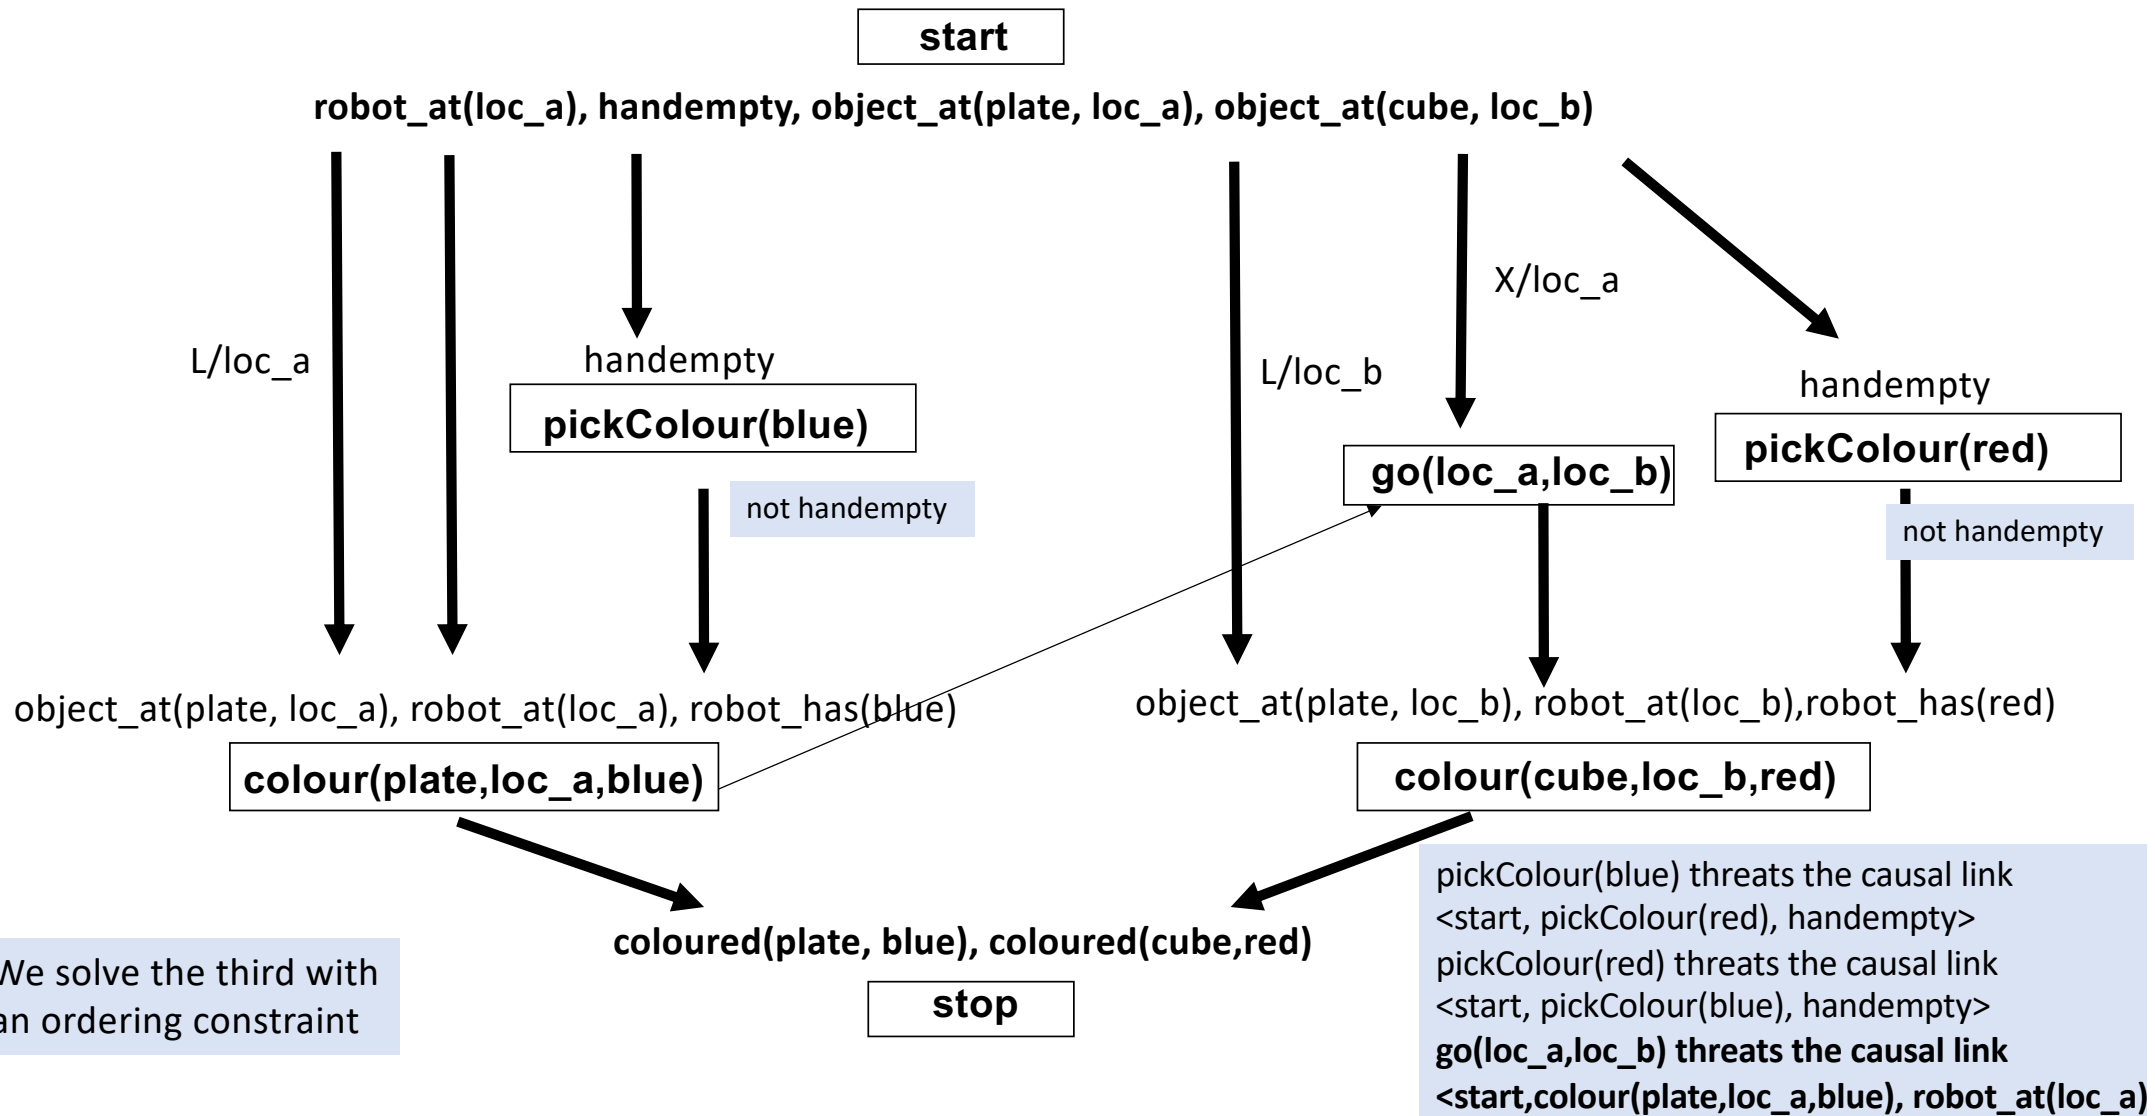 start
robot_at(loc_a), handempty, object_at(plate, loc_a), object_at(cube, loc_b)
X/loc_a
L/loc_a
handempty
L/loc_b
handempty
pickColour(blue)
go(loc_a,loc_b)
pickColour(red)
not handempty
not handempty
object_at(plate, loc_a), robot_at(loc_a), robot_has(blue)
object_at(plate, loc_b), robot_at(loc_b),robot_has(red)
colour(plate,loc_a,blue)
colour(cube,loc_b,red)
coloured(plate, blue), coloured(cube,red)
stop
We solve the third with
an ordering constraint
pickColour(blue) threats the causal link
<start, pickColour(red), handempty>
pickColour(red) threats the causal link
<start, pickColour(blue), handempty>
go(loc_a,loc_b) threats the causal link
<start,colour(plate,loc_a,blue), robot_at(loc_a)